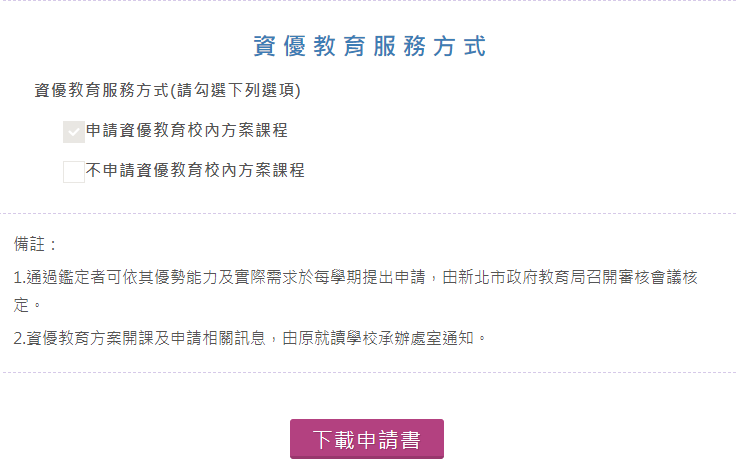 資優教育服務方式
資優教育服務方式(請勾選下列選項)
申請資優教育校內方案課程
不申請資優教育校內方案課程
備註：
1.通過鑑定者可依其優勢能力及實際需求於每學期提出申請，由新北市政府教育局召開審核會議核
定。
2.資優教育方案開課及申請相關訊息，由原就讀學校承辦處室通知。
下載申請書